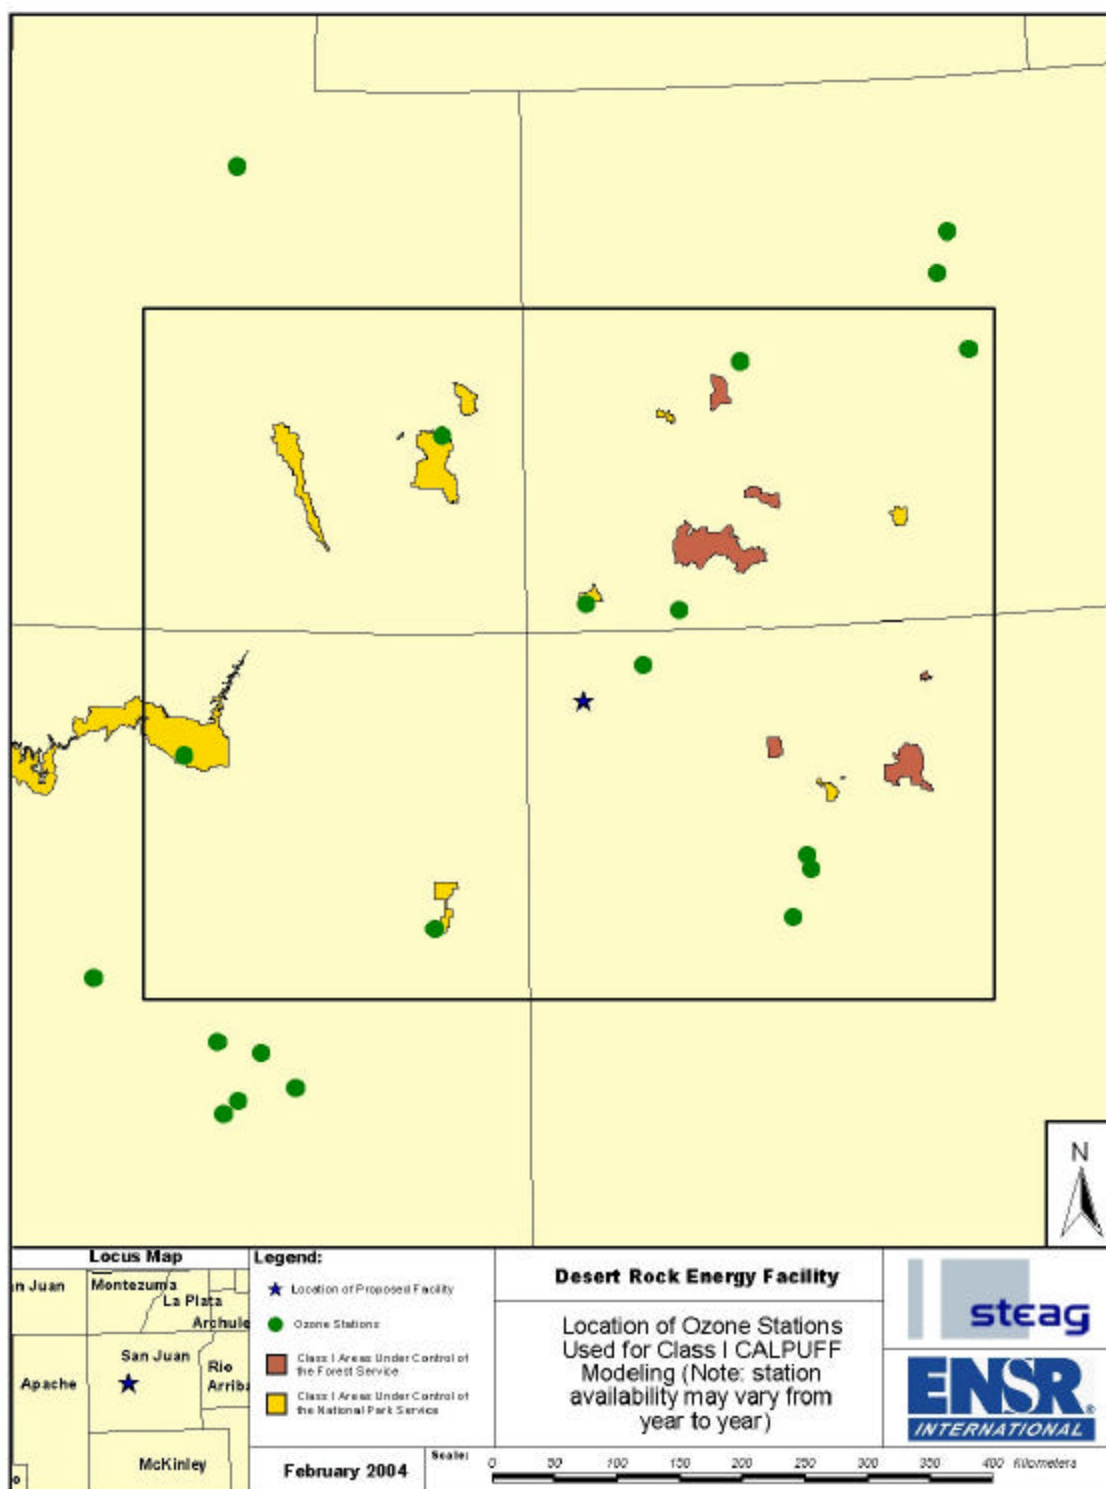 N
Locus Map
n Juan
Montezuma
La Plata
Archule
San Juan
Rio
Arriba
Apache
McKinley
o
Legend:
Location of Proposed Facility
Ozone Stations
Class I Areas Under Control of
the Forest Service
Class I Areas Under Control of
the National Park Service
February 2004
Desert Rock Energy Facility
Location of Ozone Stations
Used for Class I CALPUFF
Modeling (Note: station
availability may vary from
year to year)
Scale:
0 50 100 150 200 250 300 350 400 Kilometers
steag
ENSR®
INTERNATIONAL